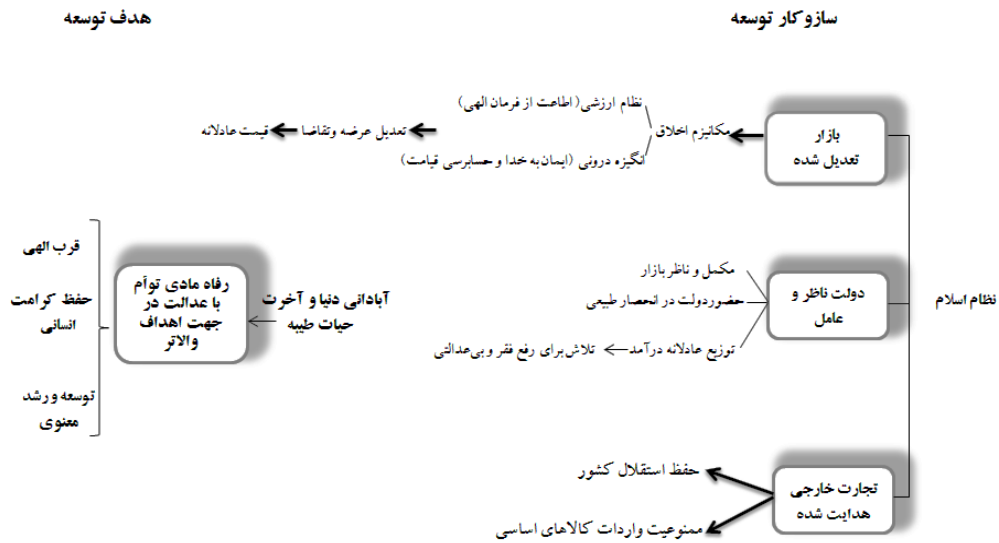 سازوکار توسعه
هدف توسعه
نظام اسلام
بازار
تعدیل شده
مکانیزم اخلاق
نظام ارزشی( اطاعت از فرمان الهی)
انگیزه درونی (ایمان به خدا و حسابرسی قیامت)
تعدیل عرضه وتقاضا
قیمت عادلانه
دولت ناظر و
عامل
مکمل و ناظر بازار
حضوردولت در انحصار طبیعی
توزیع عادلانه درآمد
تلاش برای رفع فقر و بی‌عدالتی
تجارت خارجی
هدایت شده
حفظ استقلال کشور
ممنوعیت واردات کالاهای اساسی
آبادانی دنیا و آخرت
حیات طیبه
رفاه مادی توأم
با عدالت در
جهت اهداف
والاتر
قرب الهی
حفظ کرامت
انسانی
توسعه و رشد
معنوی